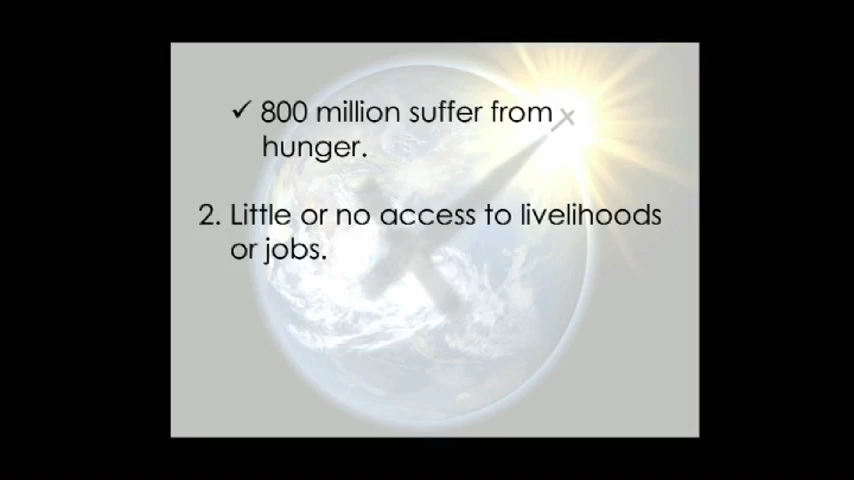 ✓ 800 million suffer from
hunger.
2. Little or no access to livelihoods
or jobs.